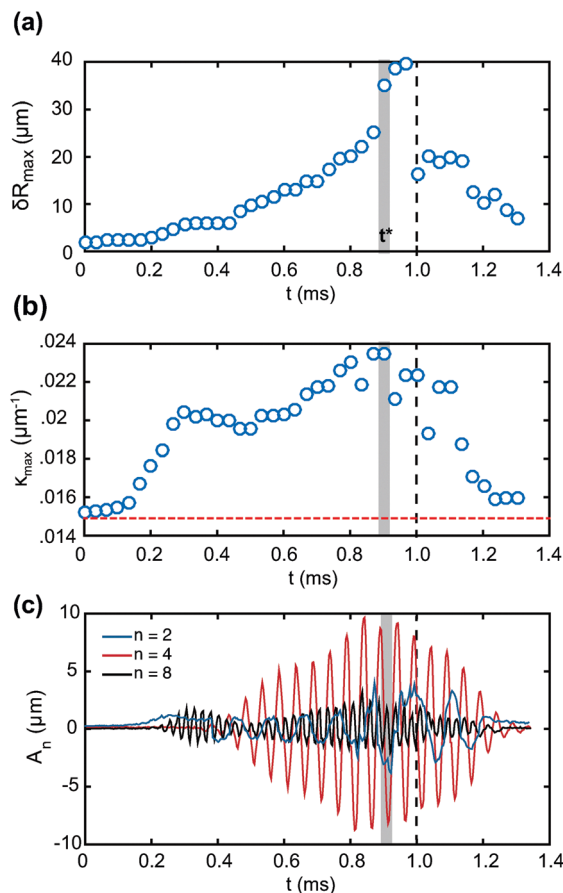 (a)
δRmax (µm)
40
30
20
10
0
t*
0 0.2 0.4 0.6 0.8 1.0 1.2 1.4
t (ms)
(b)
κmax (µm⁻¹)
.024
.022
.02
.018
.016
.014
0 0.2 0.4 0.6 0.8 1.0 1.2 1.4
t (ms)
(c)
An (µm)
10
5
0
-5
-10
n = 2
n = 4
n = 8
0 0.2 0.4 0.6 0.8 1.0 1.2 1.4
t (ms)